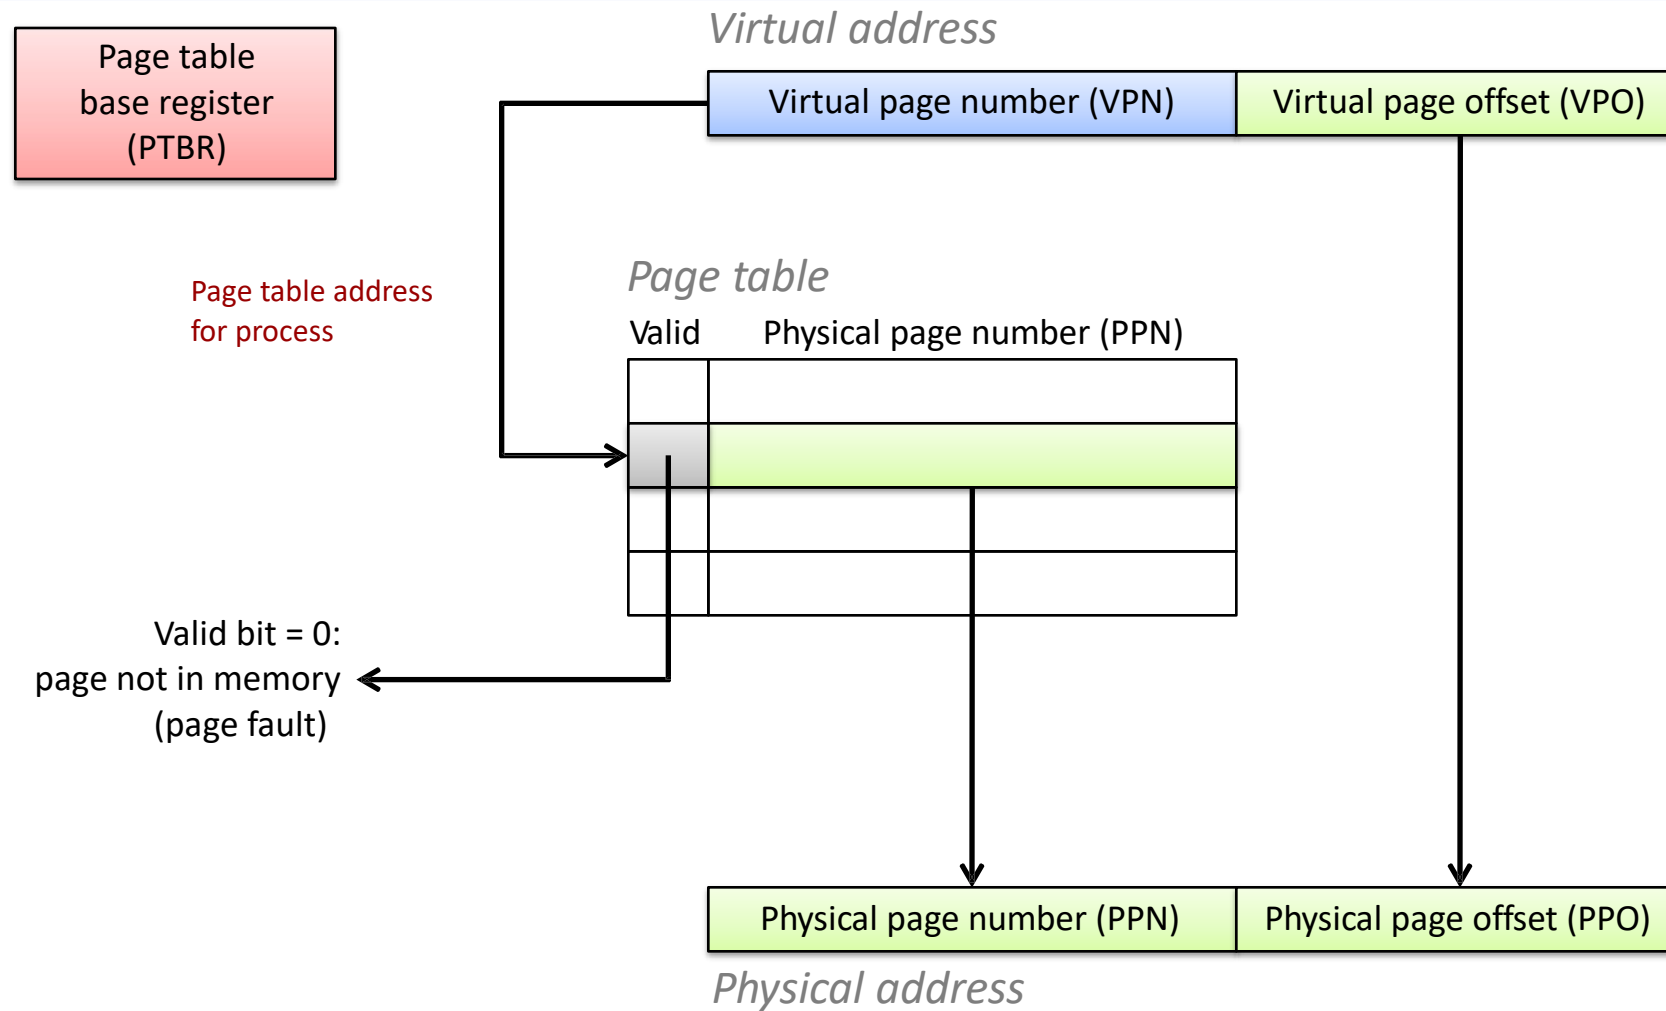 Virtual address
Page table
base register
(PTBR)
Virtual page number (VPN)
Virtual page offset (VPO)
Page table address
for process
Page table
Valid
Physical page number (PPN)
Valid bit = 0:
page not in memory
(page fault)
Physical page number (PPN)
Physical page offset (PPO)
Physical address